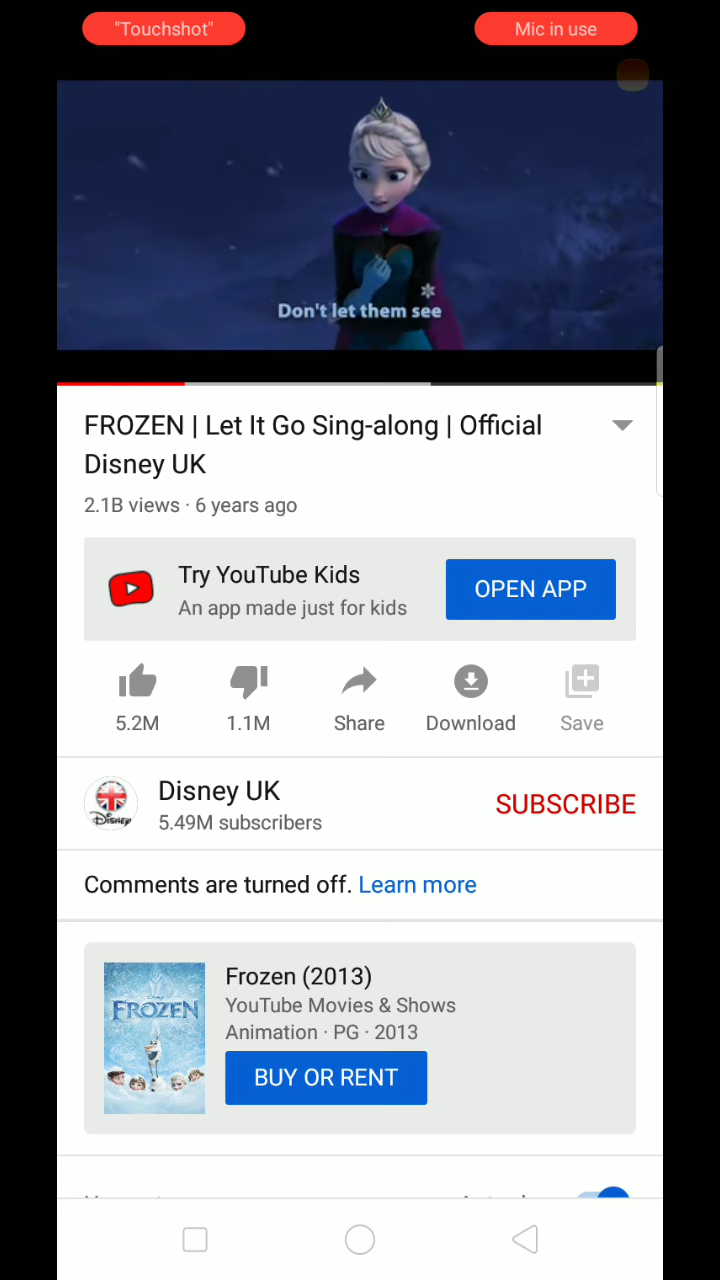 "Touchshot"
Mic in use
Don't let them see
FROZEN | Let It Go Sing-along | Official
Disney UK
2.1B views · 6 years ago
Try YouTube Kids
An app made just for kids
OPEN APP
5.2M
1.1M
Share
Download
Save
Disney
Disney UK
5.49M subscribers
SUBSCRIBE
Comments are turned off. Learn more
Disney
FROZEN
Frozen (2013)
YouTube Movies & Shows
Animation · PG · 2013
BUY OR RENT